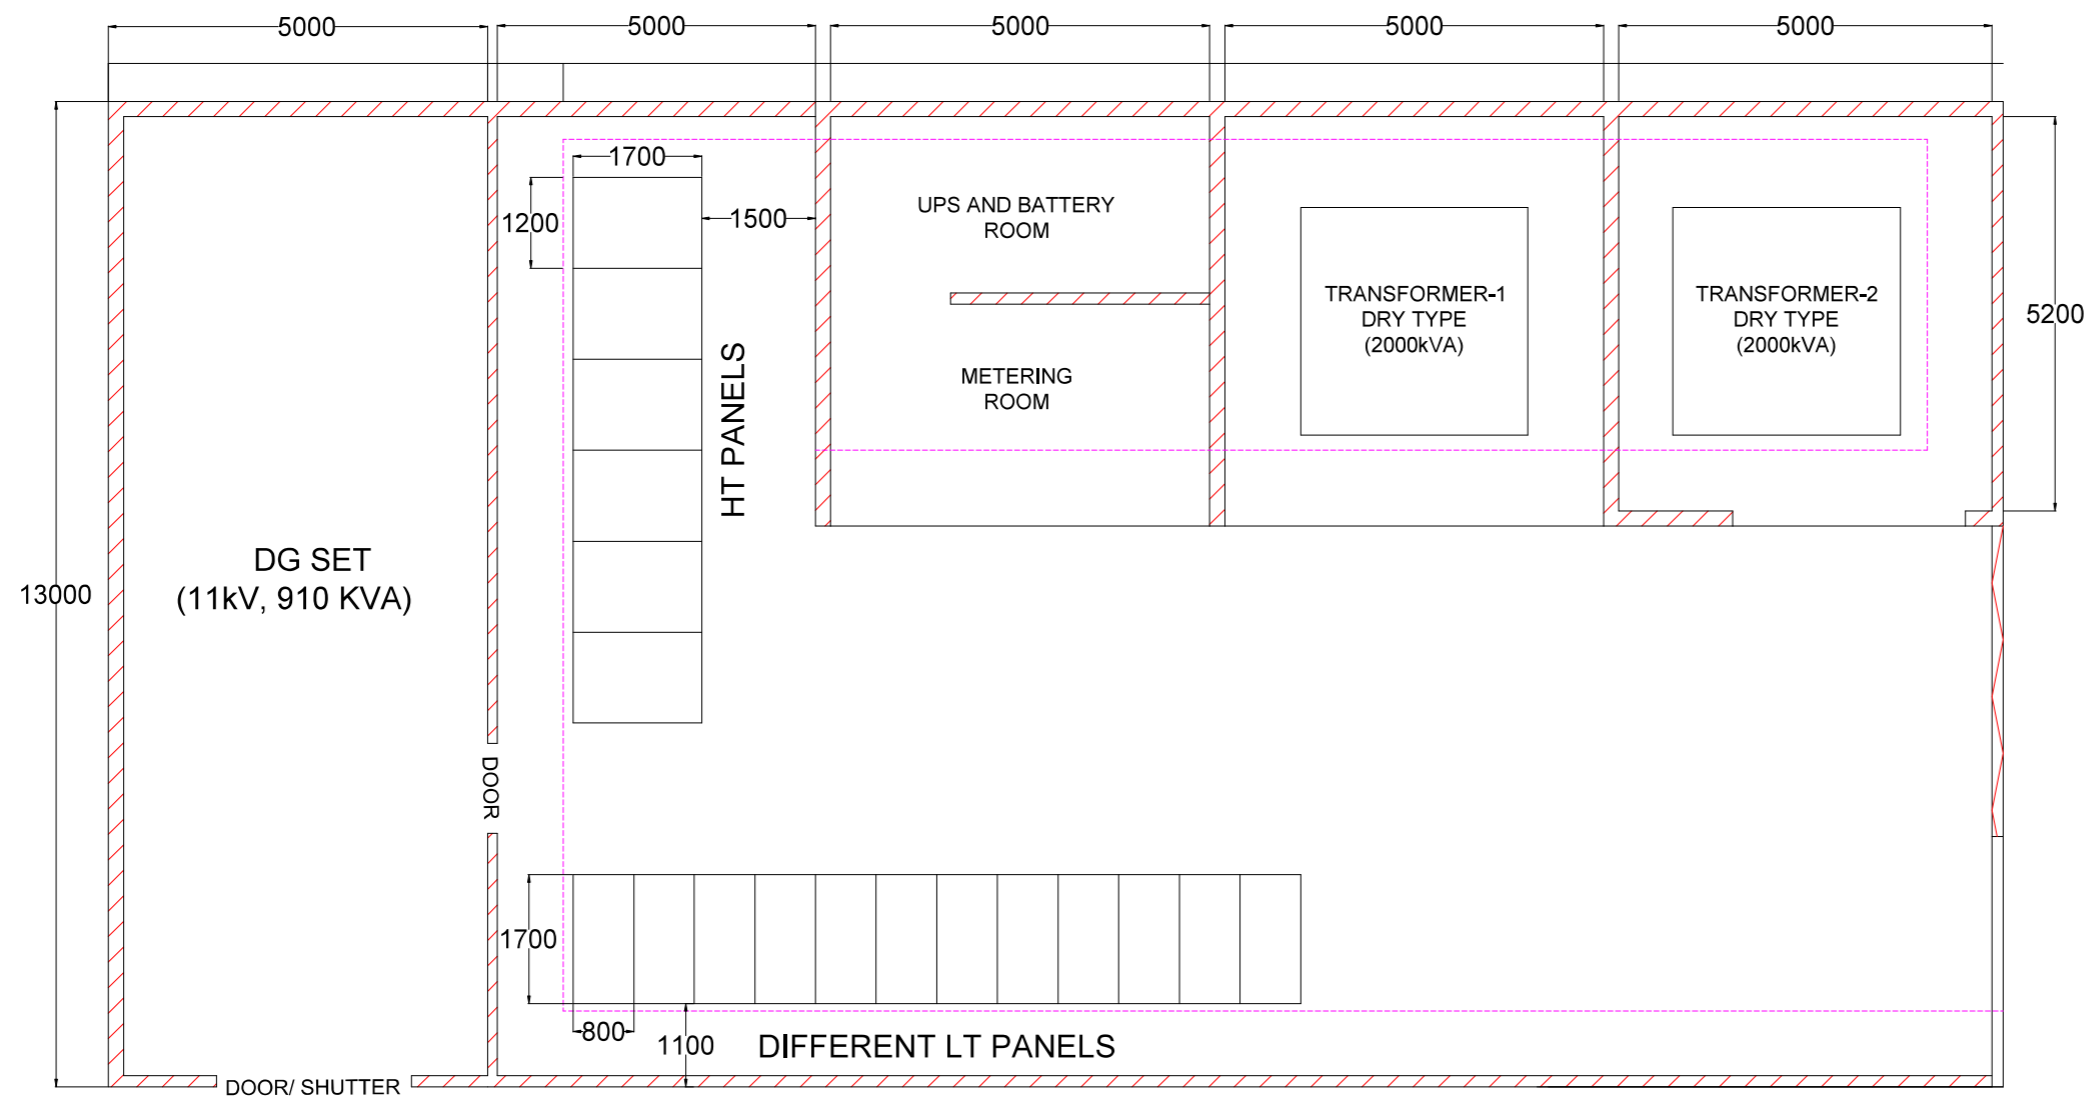 5000
5000
5000
5000
5000
1700
1200
1500
UPS AND BATTERY
ROOM
TRANSFORMER-1
DRY TYPE
(2000kVA)
TRANSFORMER-2
DRY TYPE
(2000kVA)
5200
METERING
ROOM
HT PANELS
DG SET
(11kV, 910 KVA)
13000
DOOR
1700
800
1100
DIFFERENT LT PANELS
DOOR/ SHUTTER